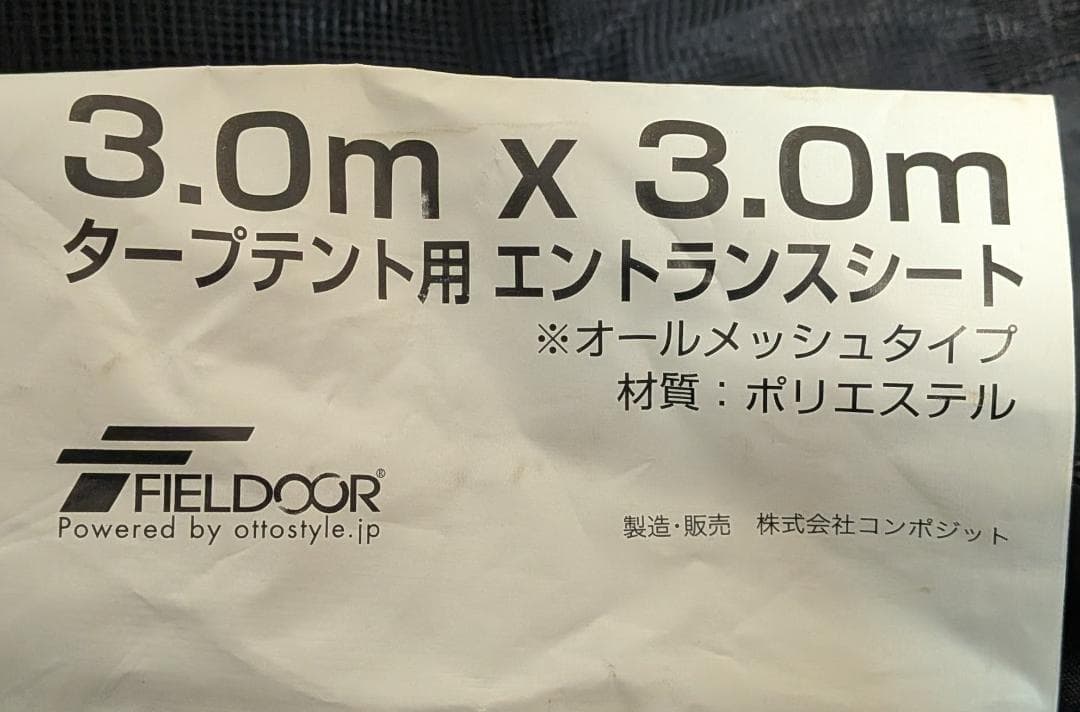 3.0m x 3.0m
タープテント用 エントランスシート
※オールメッシュタイプ
材質：ポリエステル
FIELDOOR®
Powered by ottostyle.jp
製造・販売　株式会社コンポジット